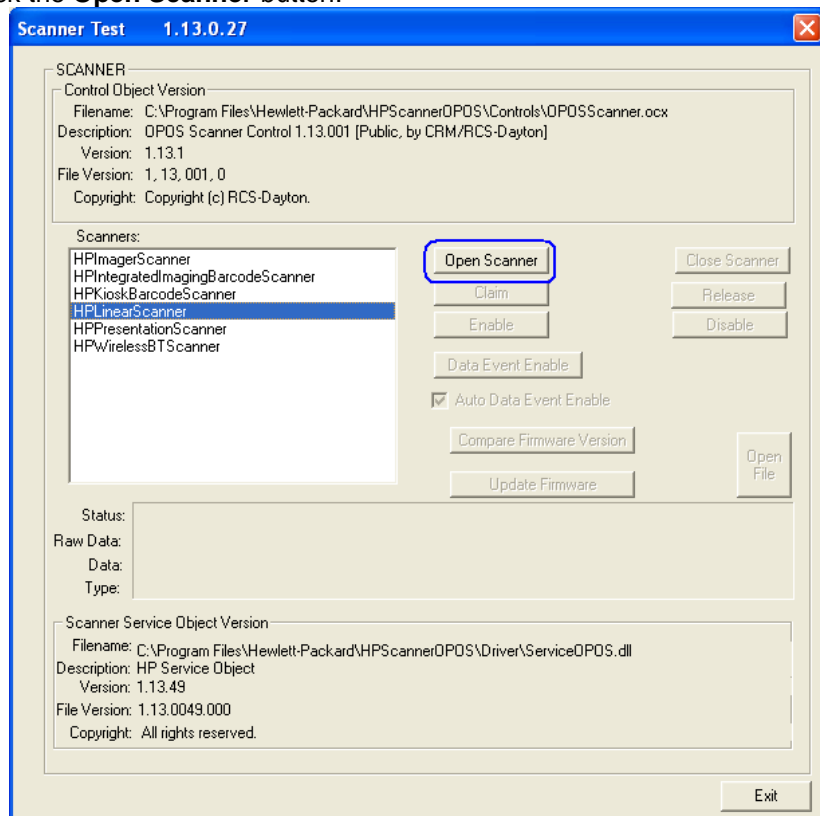 the Open Scanner button.
Scanner Test 1.13.0.27
SCANNER
Control Object Version
Filename: C:\Program Files\Hewlett-Packard\HPScannerOPOS\Controls\OPOSScanner.ocx
Description: OPOS Scanner Control 1.13.001 [Public, by CRM/RCS-Dayton]
Version: 1.13.1
File Version: 1, 13, 001, 0
Copyright: Copyright (c) RCS-Dayton.
Scanners:
HPImagerScanner
HPIntegratedImagingBarcodeScanner
HPKioskBarcodeScanner
HPLinearScanner
HPPresentationScanner
HPWirelessBTScanner
Open Scanner
Close Scanner
Claim
Release
Enable
Disable
Data Event Enable
Auto Data Event Enable
Compare Firmware Version
Update Firmware
Open
File
Status:
Raw Data:
Data:
Type:
Scanner Service Object Version
Filename: C:\Program Files\Hewlett-Packard\HPScannerOPOS\Driver\ServiceOPOS.dll
Description: HP Service Object
Version: 1.13.49
File Version: 1.13.0049.000
Copyright: All rights reserved.
Exit